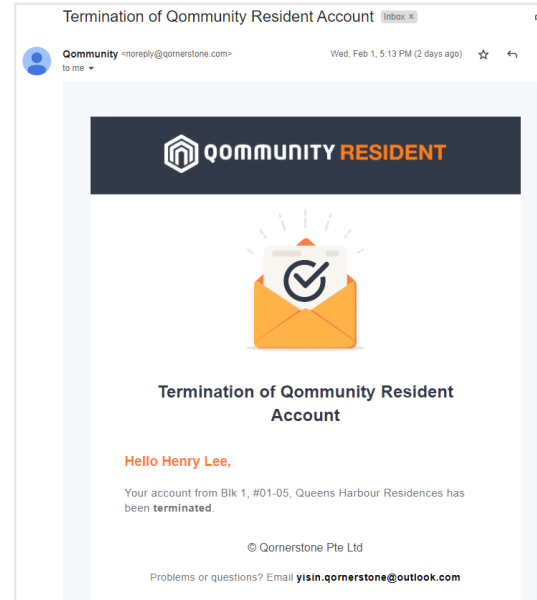 Termination of Qommunity Resident Account Inbox ×
Qommunity <noreply@qornerstone.com> Wed, Feb 1, 5:13 PM (2 days ago)
to me
QOMMUNITY RESIDENT
Termination of Qommunity Resident
Account
Hello Henry Lee,
Your account from Blk 1, #01-05, Queens Harbour Residences has
been terminated.
© Qornerstone Pte Ltd
Problems or questions? Email yisin.qornerstone@outlook.com